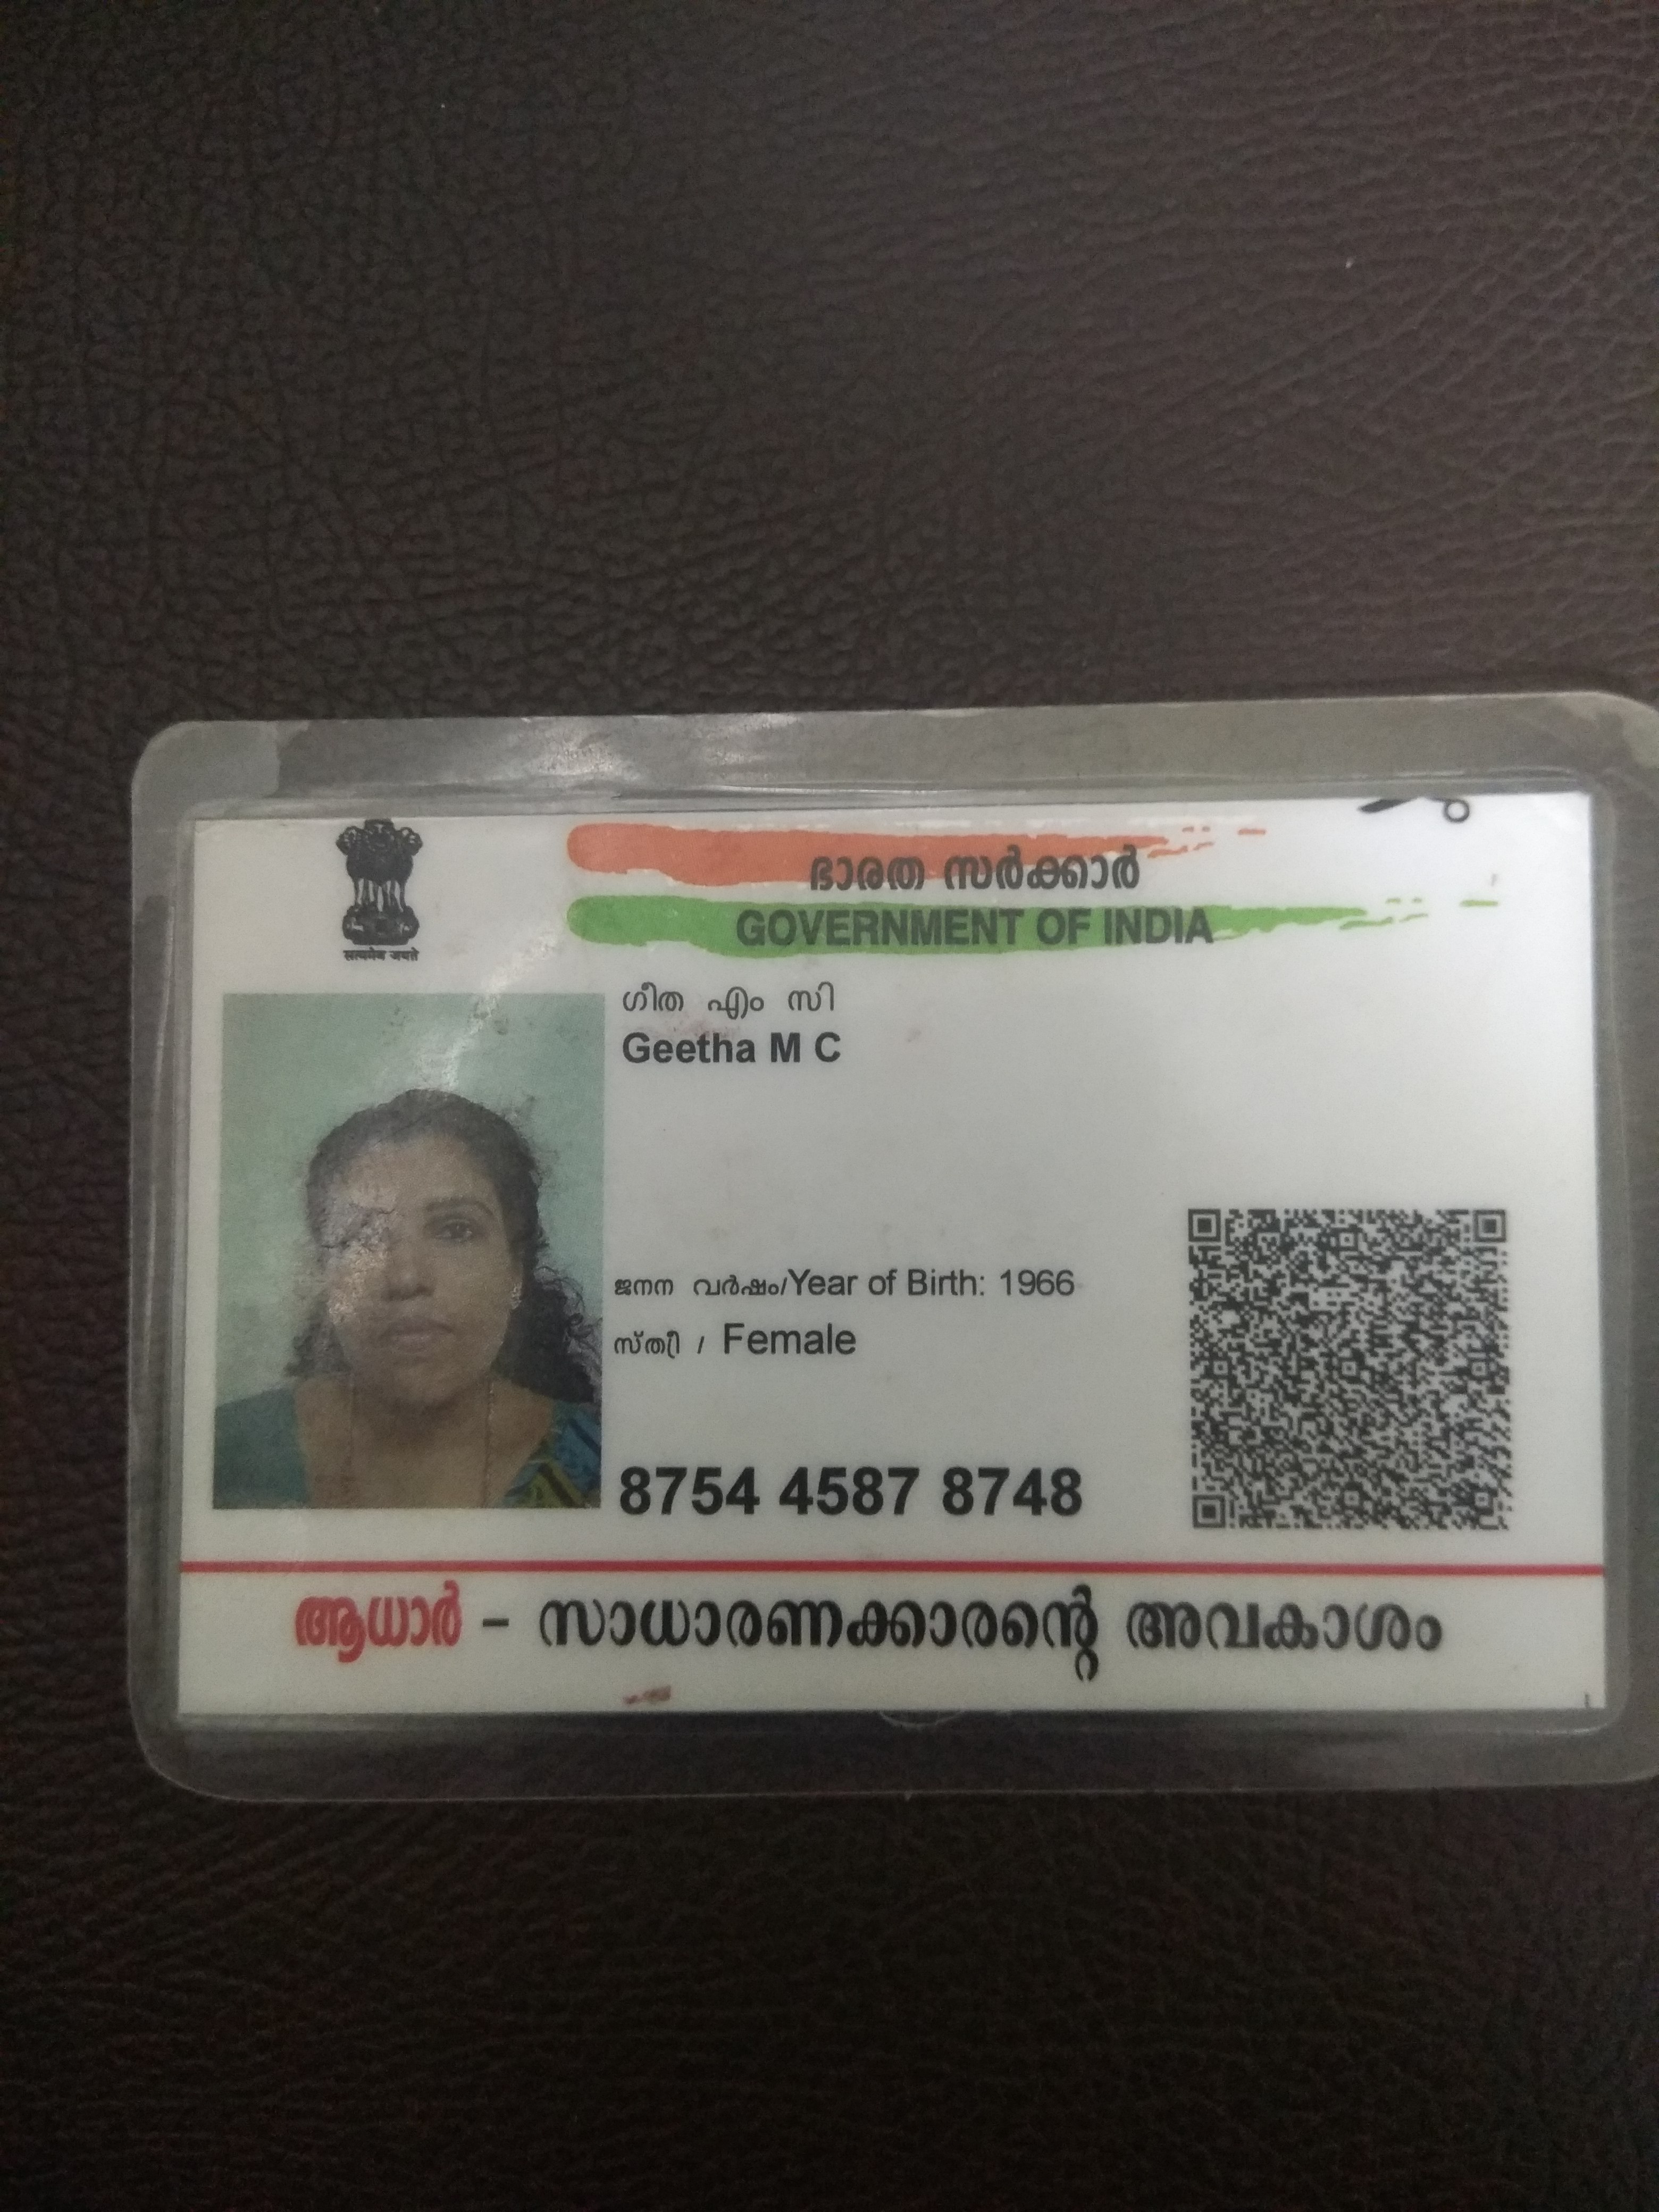 ഭാരത സർക്കാർ
GOVERNMENT OF INDIA
सत्यमेव जयते
ഗീത എം സി
Geetha M C
ജനന വർഷം/Year of Birth: 1966
സ്ത്രീ / Female
8754 4587 8748
ആധാർ – സാധാരണക്കാരന്റെ അവകാശം